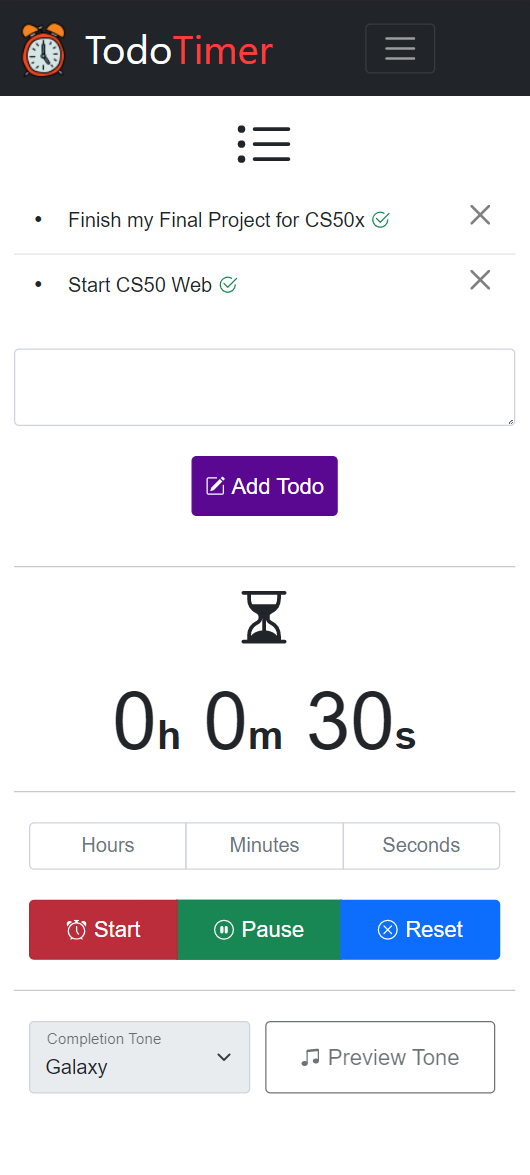 TodoTimer
• Finish my Final Project for CS50x
• Start CS50 Web
Add Todo
0h 0m 30s
Hours Minutes Seconds
Start Pause Reset
Completion Tone
Galaxy
Preview Tone